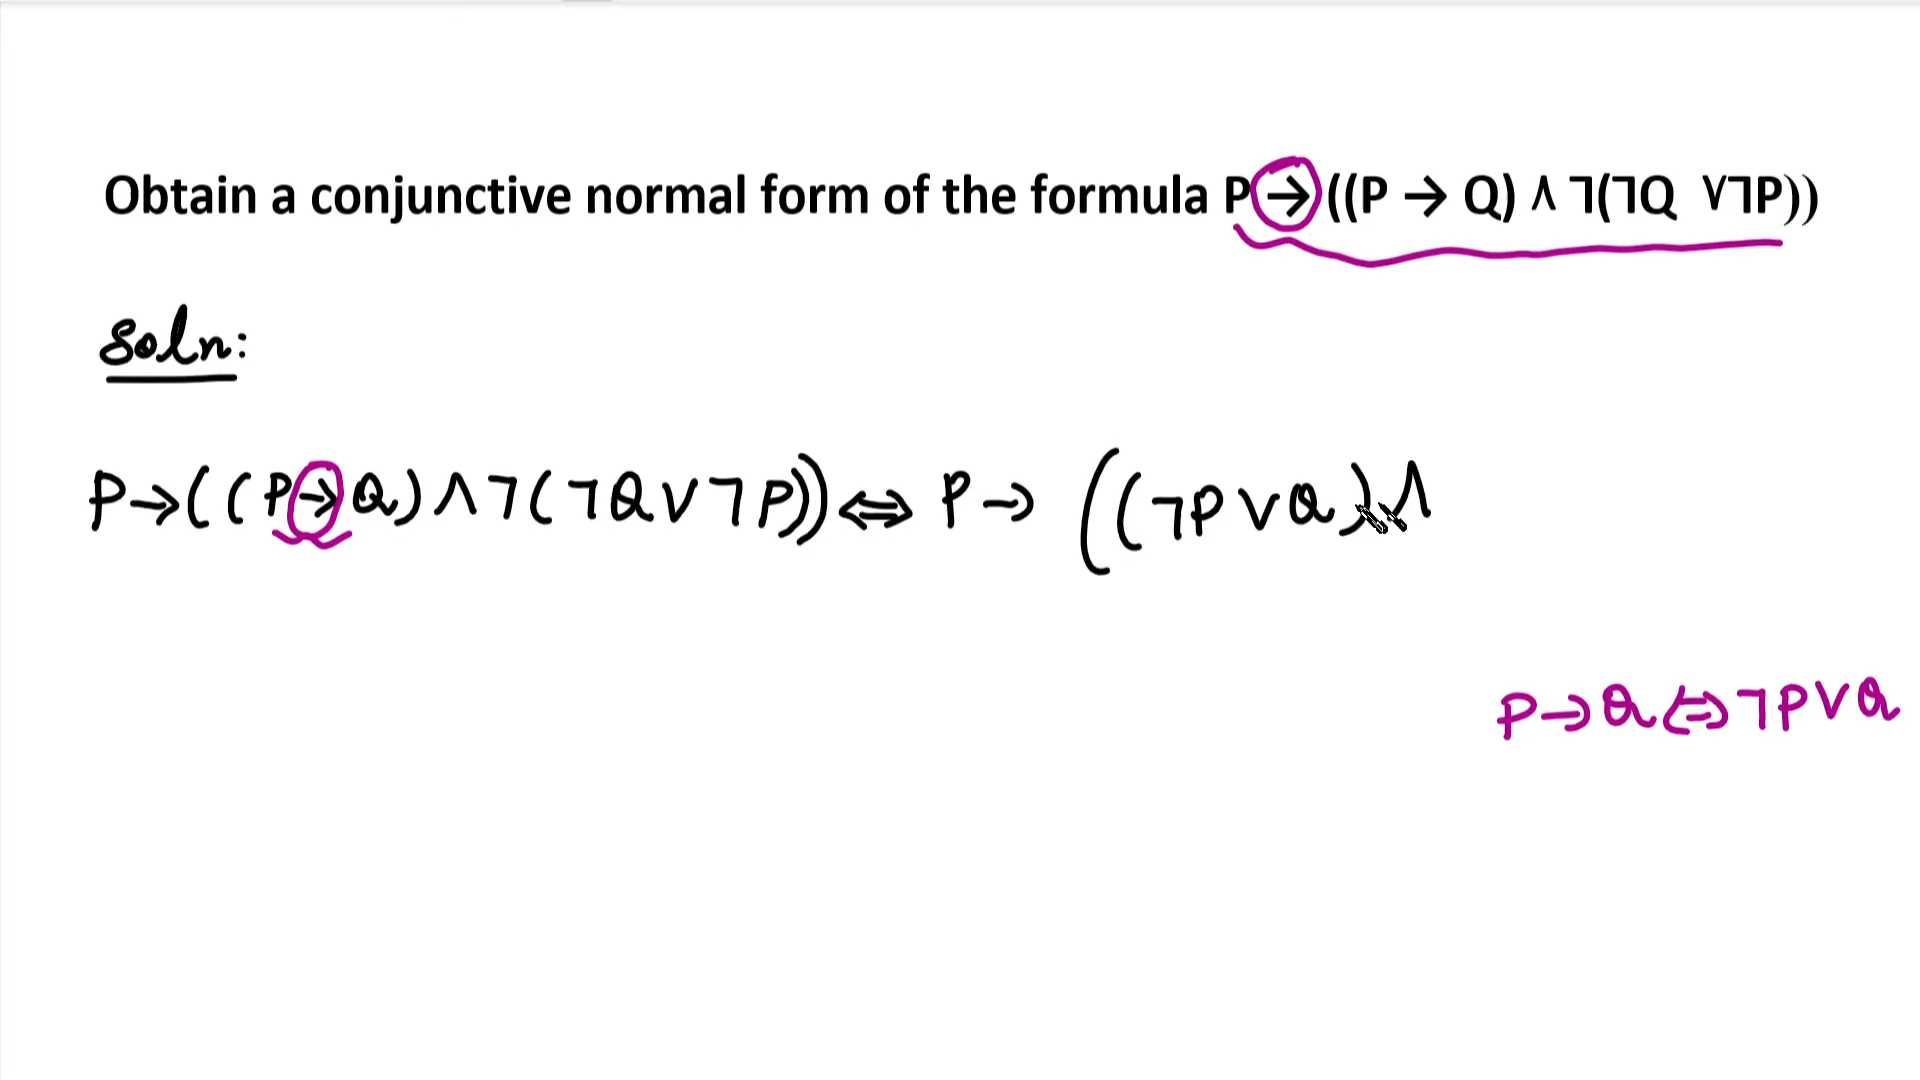 Obtain a conjunctive normal form of the formula P → ((P → Q) ∧ ¬(¬Q ∨¬P))
Soln:
P→((P→Q)∧¬(¬Q∨¬P))⇔ P→ ((¬P∨Q)∧
P→Q⇔¬P∨Q